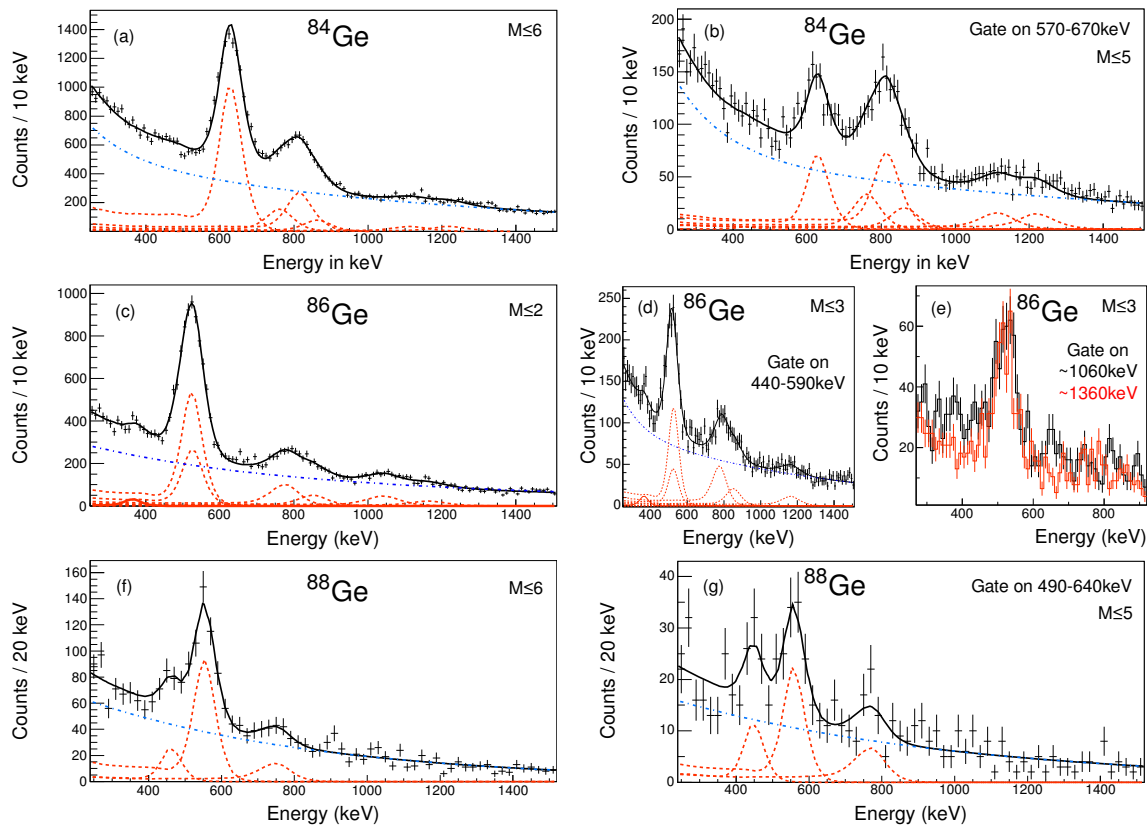 (a)
⁸⁴Ge
M≤6
Counts / 10 keV
1400
1200
1000
800
600
400
200
400 600 800 1000 1200 1400
Energy in keV
(b)
⁸⁴Ge
Gate on 570-670keV
M≤5
Counts / 10 keV
200
150
100
50
0
400 600 800 1000 1200 1400
Energy in keV
(c)
⁸⁶Ge
M≤2
Counts / 10 keV
1000
800
600
400
200
0
400 600 800 1000 1200 1400
Energy (keV)
(d)
⁸⁶Ge
M≤3
Gate on
440-590keV
Counts / 10 keV
250
200
150
100
50
0
400 600 800 1000 1200 1400
Energy (keV)
(e)
⁸⁶Ge
M≤3
Gate on
~1060keV
~1360keV
Counts / 10 keV
60
40
20
400 600 800
Energy (keV)
(f)
⁸⁸Ge
M≤6
Counts / 20 keV
160
140
120
100
80
60
40
20
0
400 600 800 1000 1200 1400
Energy (keV)
(g)
⁸⁸Ge
Gate on 490-640keV
M≤5
Counts / 20 keV
40
30
20
10
0
400 600 800 1000 1200 1400
Energy (keV)